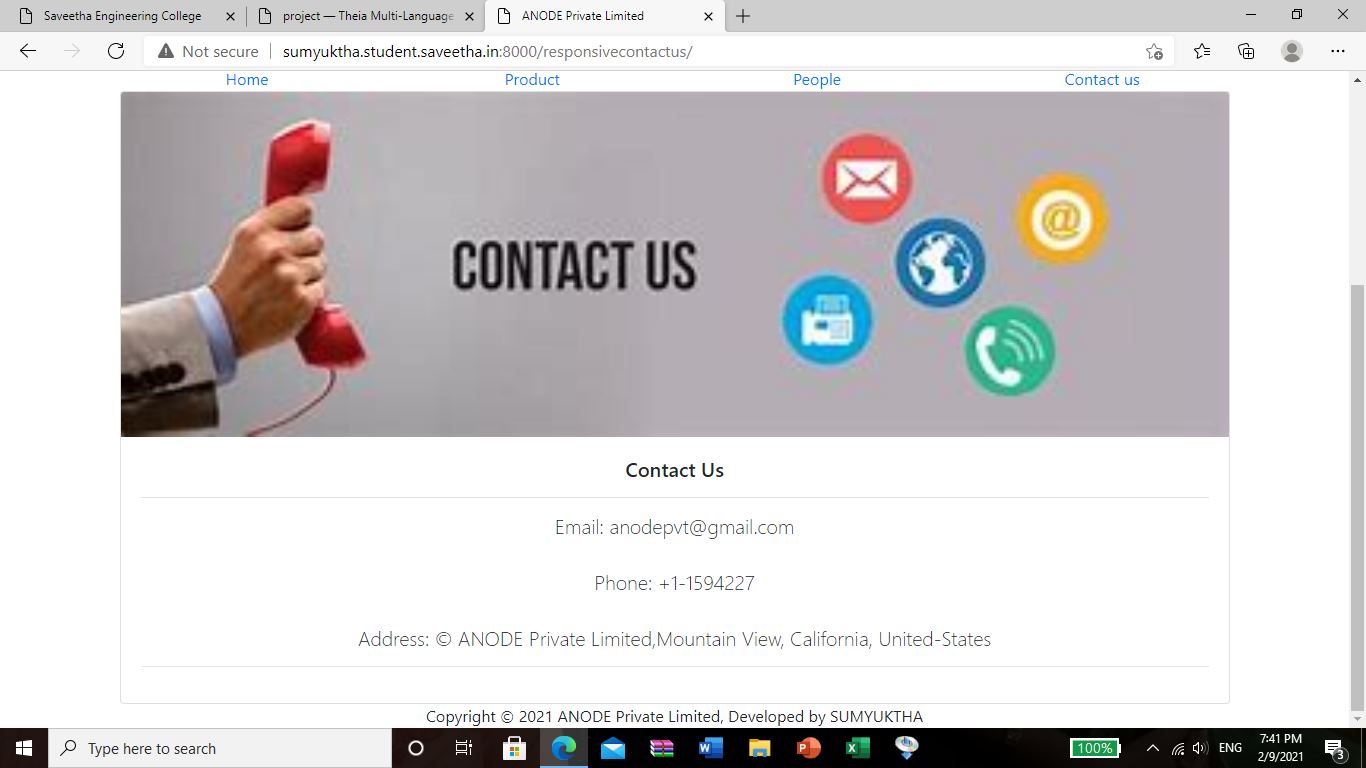 Saveetha Engineering College
project — Theia Multi-Language
ANODE Private Limited
Not secure
sumyuktha.student.saveetha.in:8000/responsivecontactus/
Home Product People Contact us
CONTACT US
@
Contact Us
Email: anodepvt@gmail.com
Phone: +1-1594227
Address: © ANODE Private Limited,Mountain View, California, United-States
Copyright © 2021 ANODE Private Limited, Developed by SUMYUKTHA
Type here to search
100%
ENG
7:41 PM
2/9/2021
3